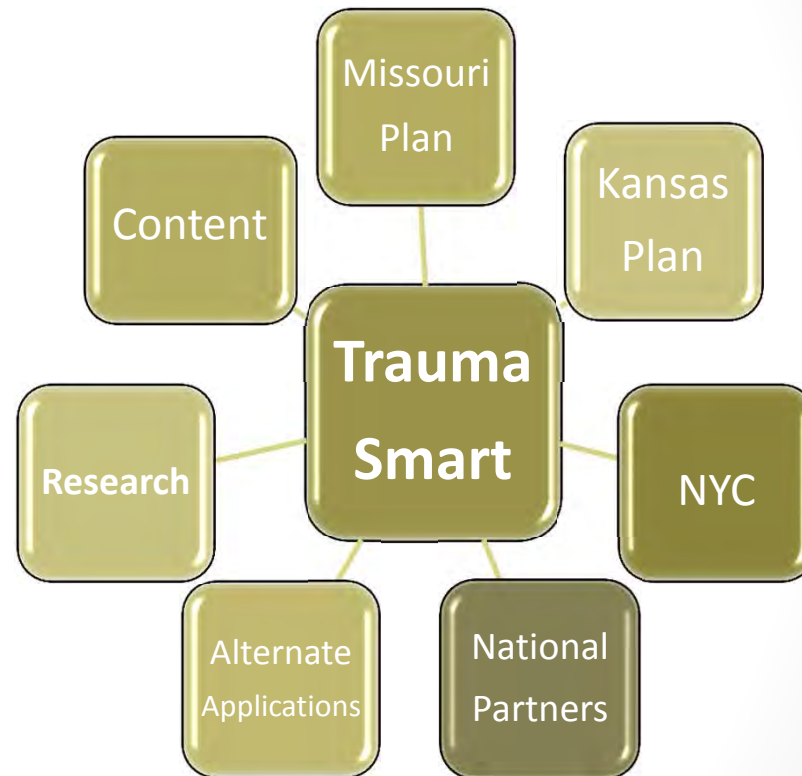 Missouri
Plan
Kansas
Plan
Content
Trauma
Smart
Research
NYC
Alternate
Applications
National
Partners